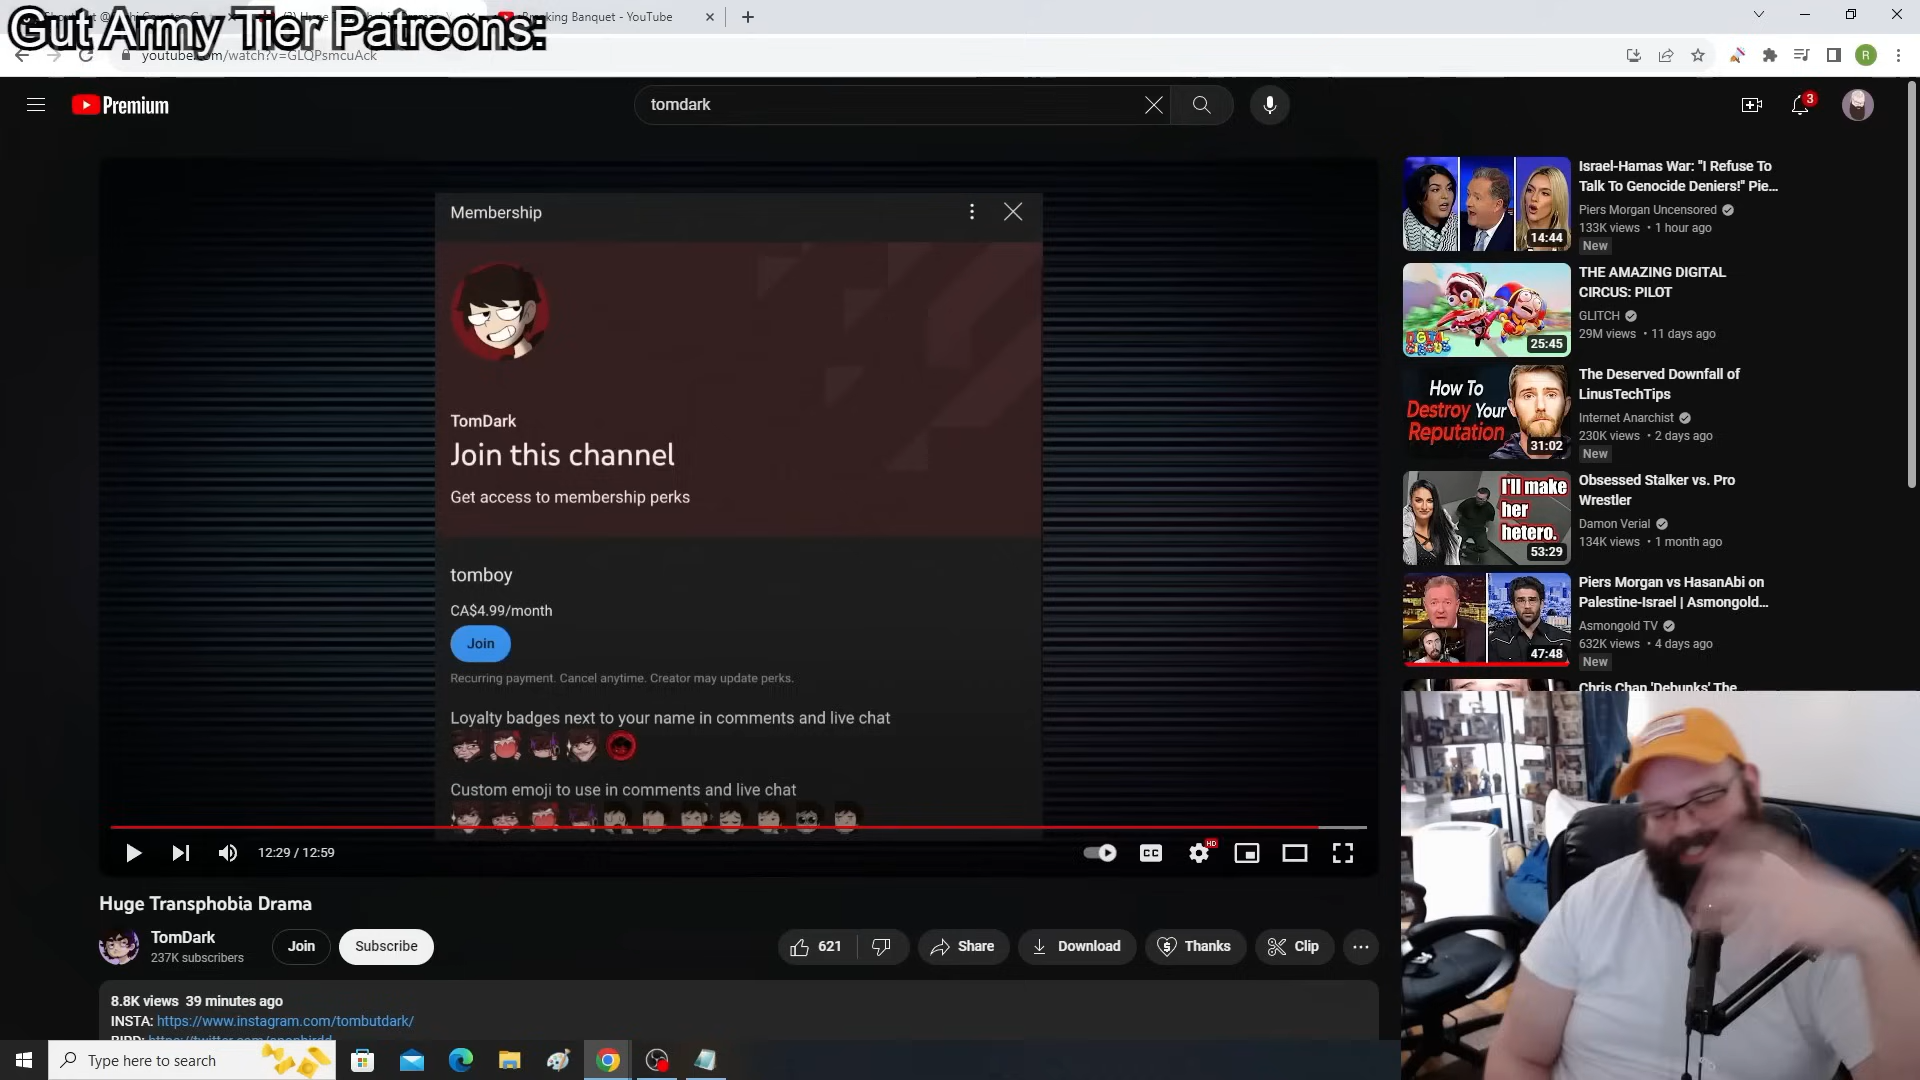 Gut Army Tier Patreons:
Breaking Banquet - YouTube
youtube.com/watch?v=GLQPsmcuAck
Premium
tomdark
3
Membership
TomDark
Join this channel
Get access to membership perks
tomboy
CA$4.99/month
Join
Recurring payment. Cancel anytime. Creator may update perks.
Loyalty badges next to your name in comments and live chat
Custom emoji to use in comments and live chat
12:29 / 12:59
CC
HD
Huge Transphobia Drama
TomDark
237K subscribers
Join
Subscribe
621
Share
Download
Thanks
Clip
8.8K views 39 minutes ago
INSTA: https://www.instagram.com/tombutdark/
14:44
Israel-Hamas War: "I Refuse To
Talk To Genocide Deniers!" Pie...
Piers Morgan Uncensored
133K views • 1 hour ago
New
25:45
THE AMAZING DIGITAL
CIRCUS: PILOT
GLITCH
29M views • 11 days ago
How To
Destroy Your
Reputation
31:02
The Deserved Downfall of
LinusTechTips
Internet Anarchist
230K views • 2 days ago
New
I'll make
her
hetero.
53:29
Obsessed Stalker vs. Pro
Wrestler
Damon Verial
134K views • 1 month ago
47:48
Piers Morgan vs HasanAbi on
Palestine-Israel | Asmongold...
Asmongold TV
632K views • 4 days ago
New
Chris Chan 'Debunks' The
Type here to search
R